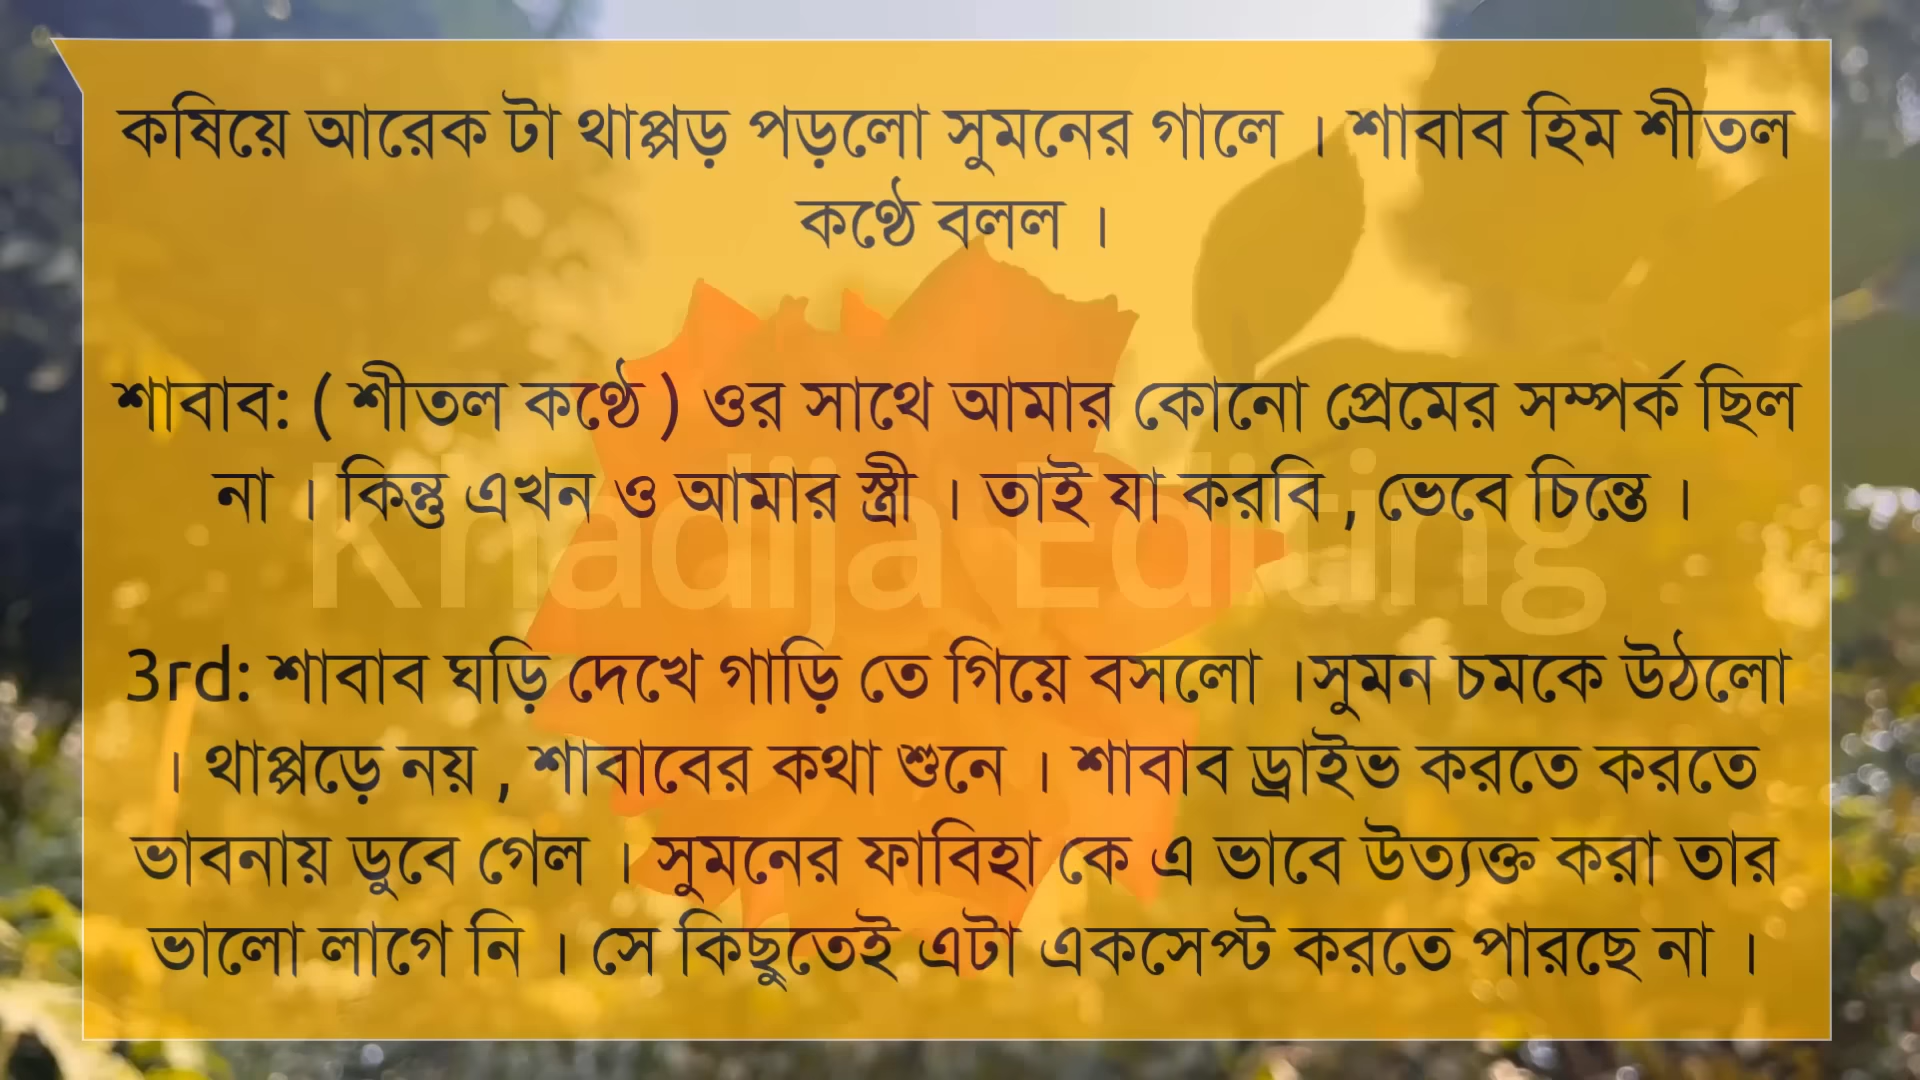 কষিয়ে আরেক টা থাপ্পড় পড়লো সুমনের গালে । শাবাব হিম শীতল
কণ্ঠে বলল ।
শাবাব: ( শীতল কণ্ঠে ) ওর সাথে আমার কোনো প্রেমের সম্পর্ক ছিল
না । কিন্তু এখন ও আমার স্ত্রী । তাই যা করবি , ভেবে চিন্তে ।
Khadija Editing
3rd: শাবাব ঘড়ি দেখে গাড়ি তে গিয়ে বসলো ।সুমন চমকে উঠলো
। থাপ্পড়ে নয় , শাবাবের কথা শুনে । শাবাব ড্রাইভ করতে করতে
ভাবনায় ডুবে গেল । সুমনের ফাবিহা কে এ ভাবে উত্যক্ত করা তার
ভালো লাগে নি । সে কিছুতেই এটা একসেপ্ট করতে পারছে না ।